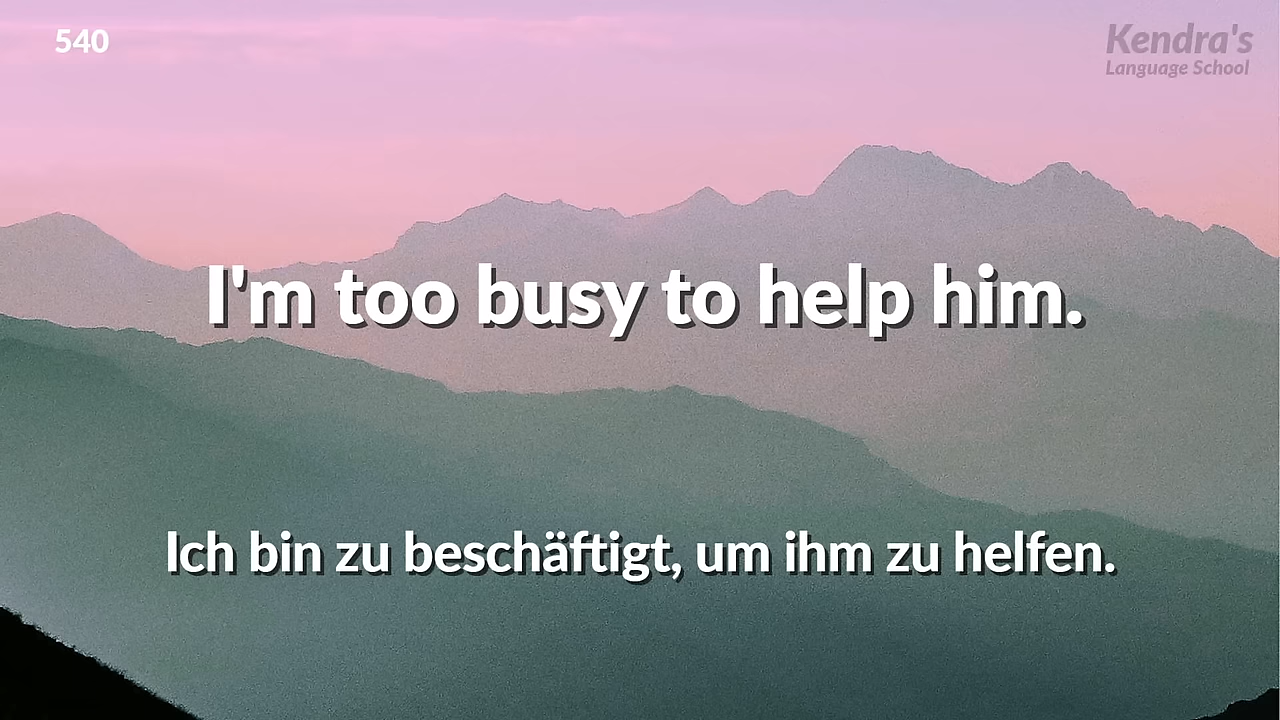 540
Kendra's
Language School
I'm too busy to help him.
Ich bin zu beschäftigt, um ihm zu helfen.